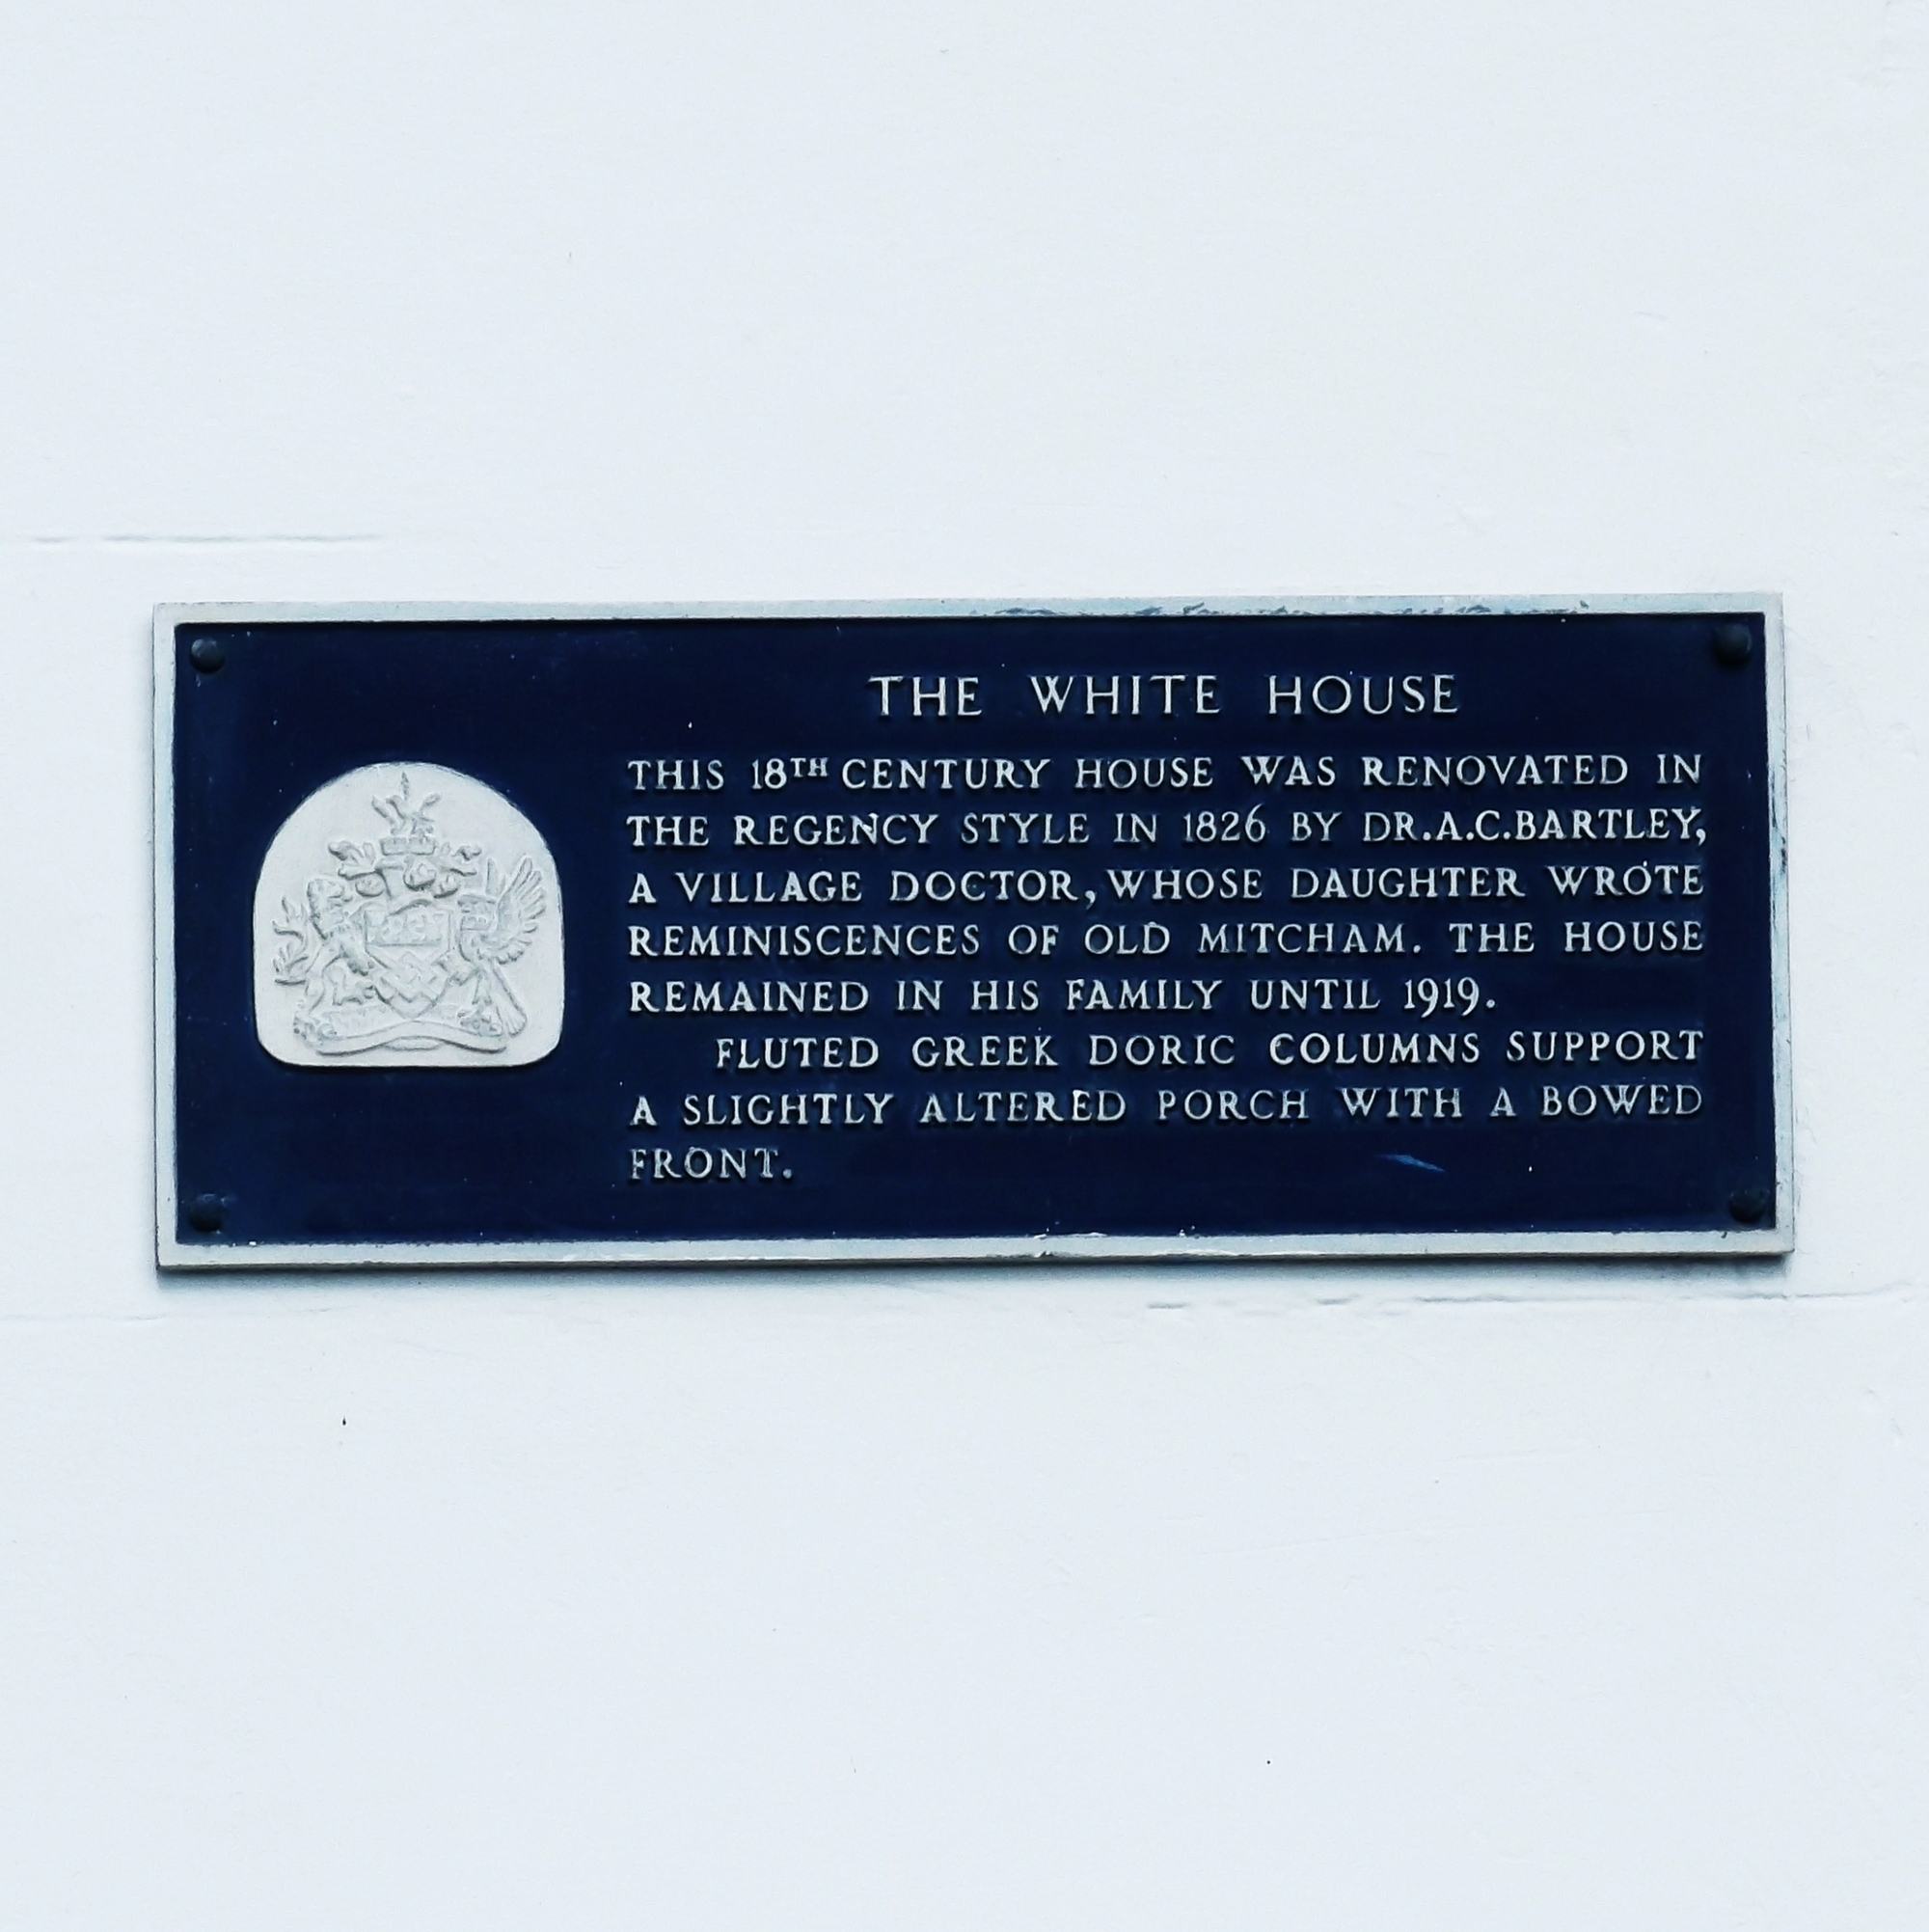 THE WHITE HOUSE
THIS 18TH CENTURY HOUSE WAS RENOVATED IN
THE REGENCY STYLE IN 1826 BY DR.A.C.BARTLEY,
A VILLAGE DOCTOR, WHOSE DAUGHTER WROTE
REMINISCENCES OF OLD MITCHAM. THE HOUSE
REMAINED IN HIS FAMILY UNTIL 1919.
FLUTED GREEK DORIC COLUMNS SUPPORT
A SLIGHTLY ALTERED PORCH WITH A BOWED
FRONT.